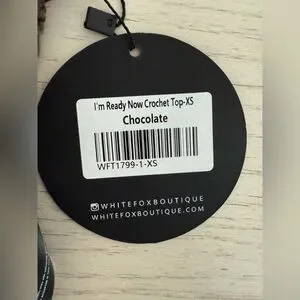 I'm Ready Now Crochet Top-XS
Chocolate
WFT1799-1-XS
WHITEFOXBOUTIQUE
WHITEFOXBOUTIQUE.COM